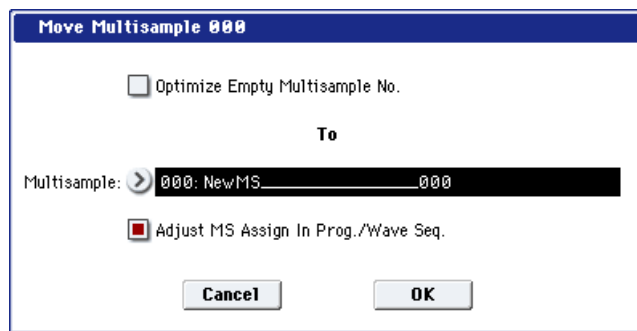 Move Multisample 000
Optimize Empty Multisample No.
To
Multisample: 000: NewMS_________________000
Adjust MS Assign In Prog./Wave Seq.
Cancel OK